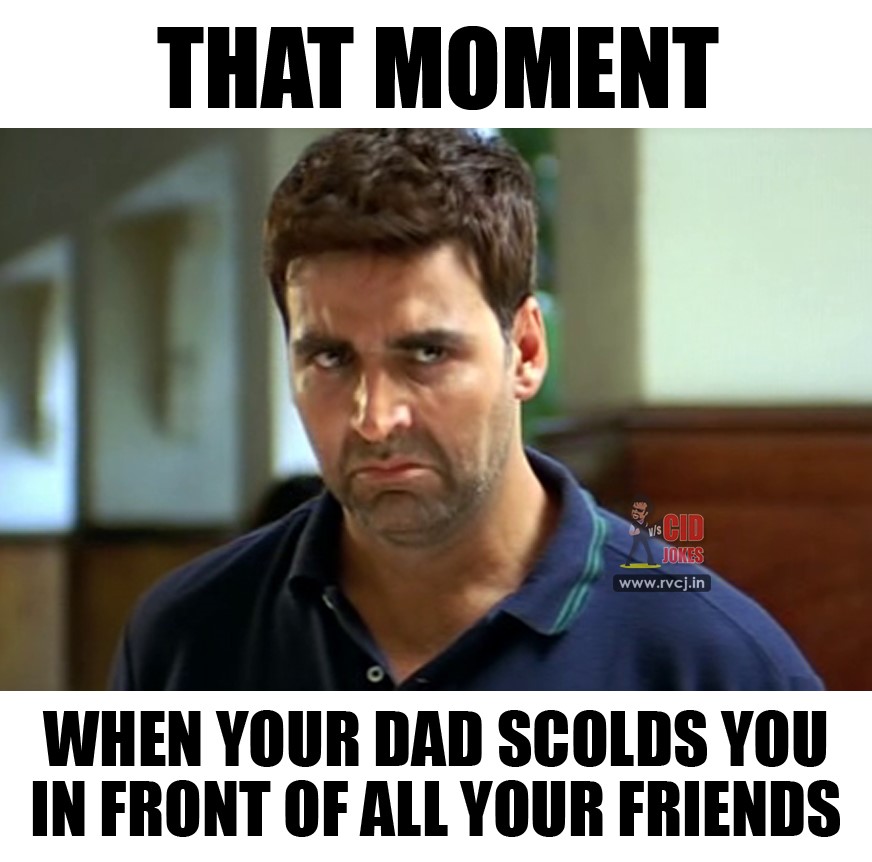 THAT MOMENT
v/s CID
JOKES
www.rvcj.in
WHEN YOUR DAD SCOLDS YOU
IN FRONT OF ALL YOUR FRIENDS